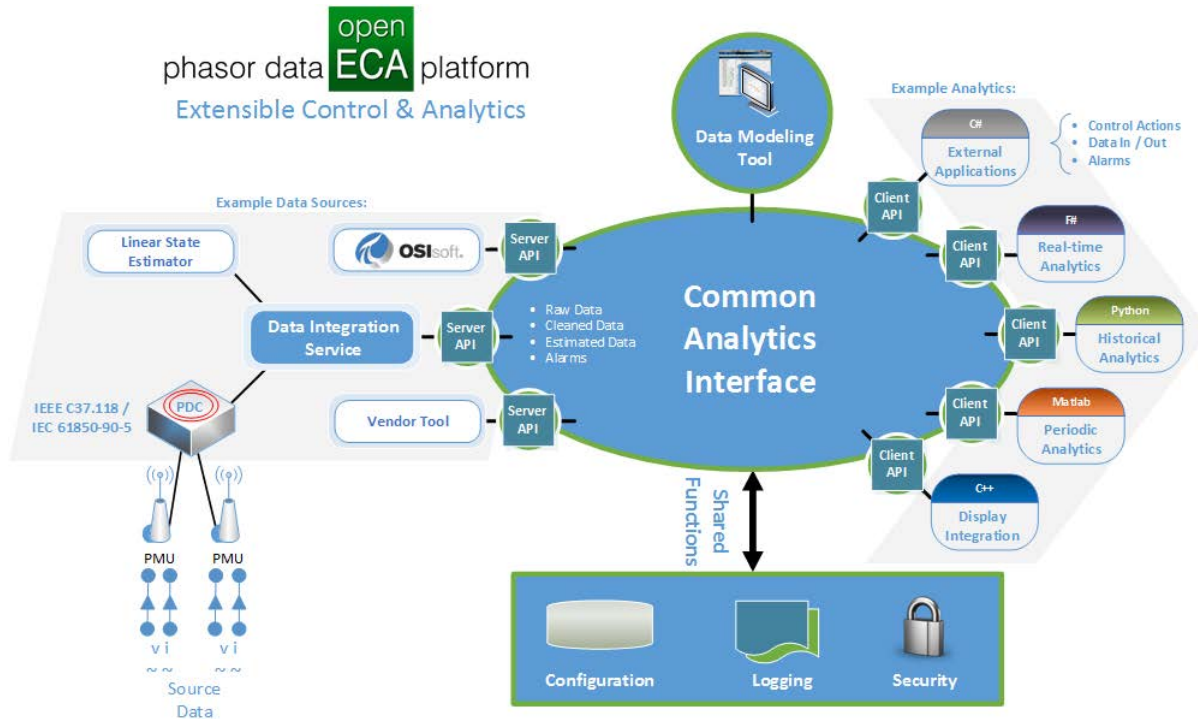 open
phasor data ECA platform
Extensible Control & Analytics
Data Modeling
Tool
Example Analytics:
C#
External
Applications
• Control Actions
• Data In / Out
• Alarms
Example Data Sources:
Linear State
Estimator
OSIsoft.
Server
API
Client
API
F#
Real-time
Analytics
Client
API
Data Integration
Service
Server
API
• Raw Data
• Cleaned Data
• Estimated Data
• Alarms
Common
Analytics
Interface
Client
API
Python
Historical
Analytics
IEEE C37.118 /
IEC 61850-90-5
PDC
Vendor Tool
Server
API
Client
API
Matlab
Periodic
Analytics
Client
API
C++
Display
Integration
Shared
Functions
PMU
PMU
v i
v i
~ ~
~ ~
Source
Data
Configuration
Logging
Security